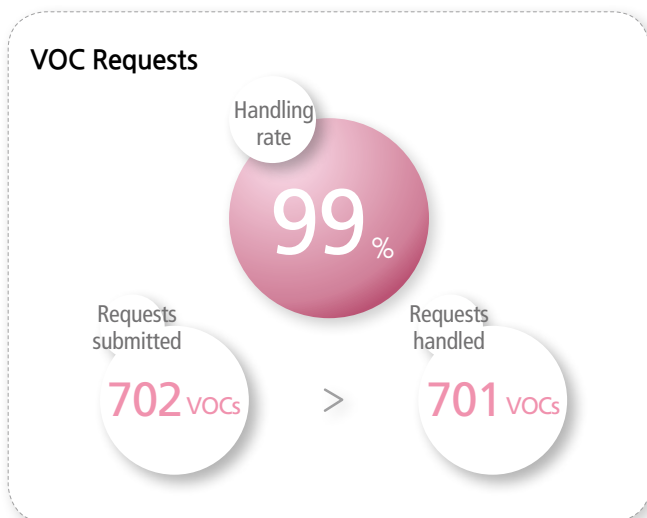 VOC Requests
Handling
rate
99 %
Requests
submitted
702 VOCs
>
Requests
handled
701 VOCs